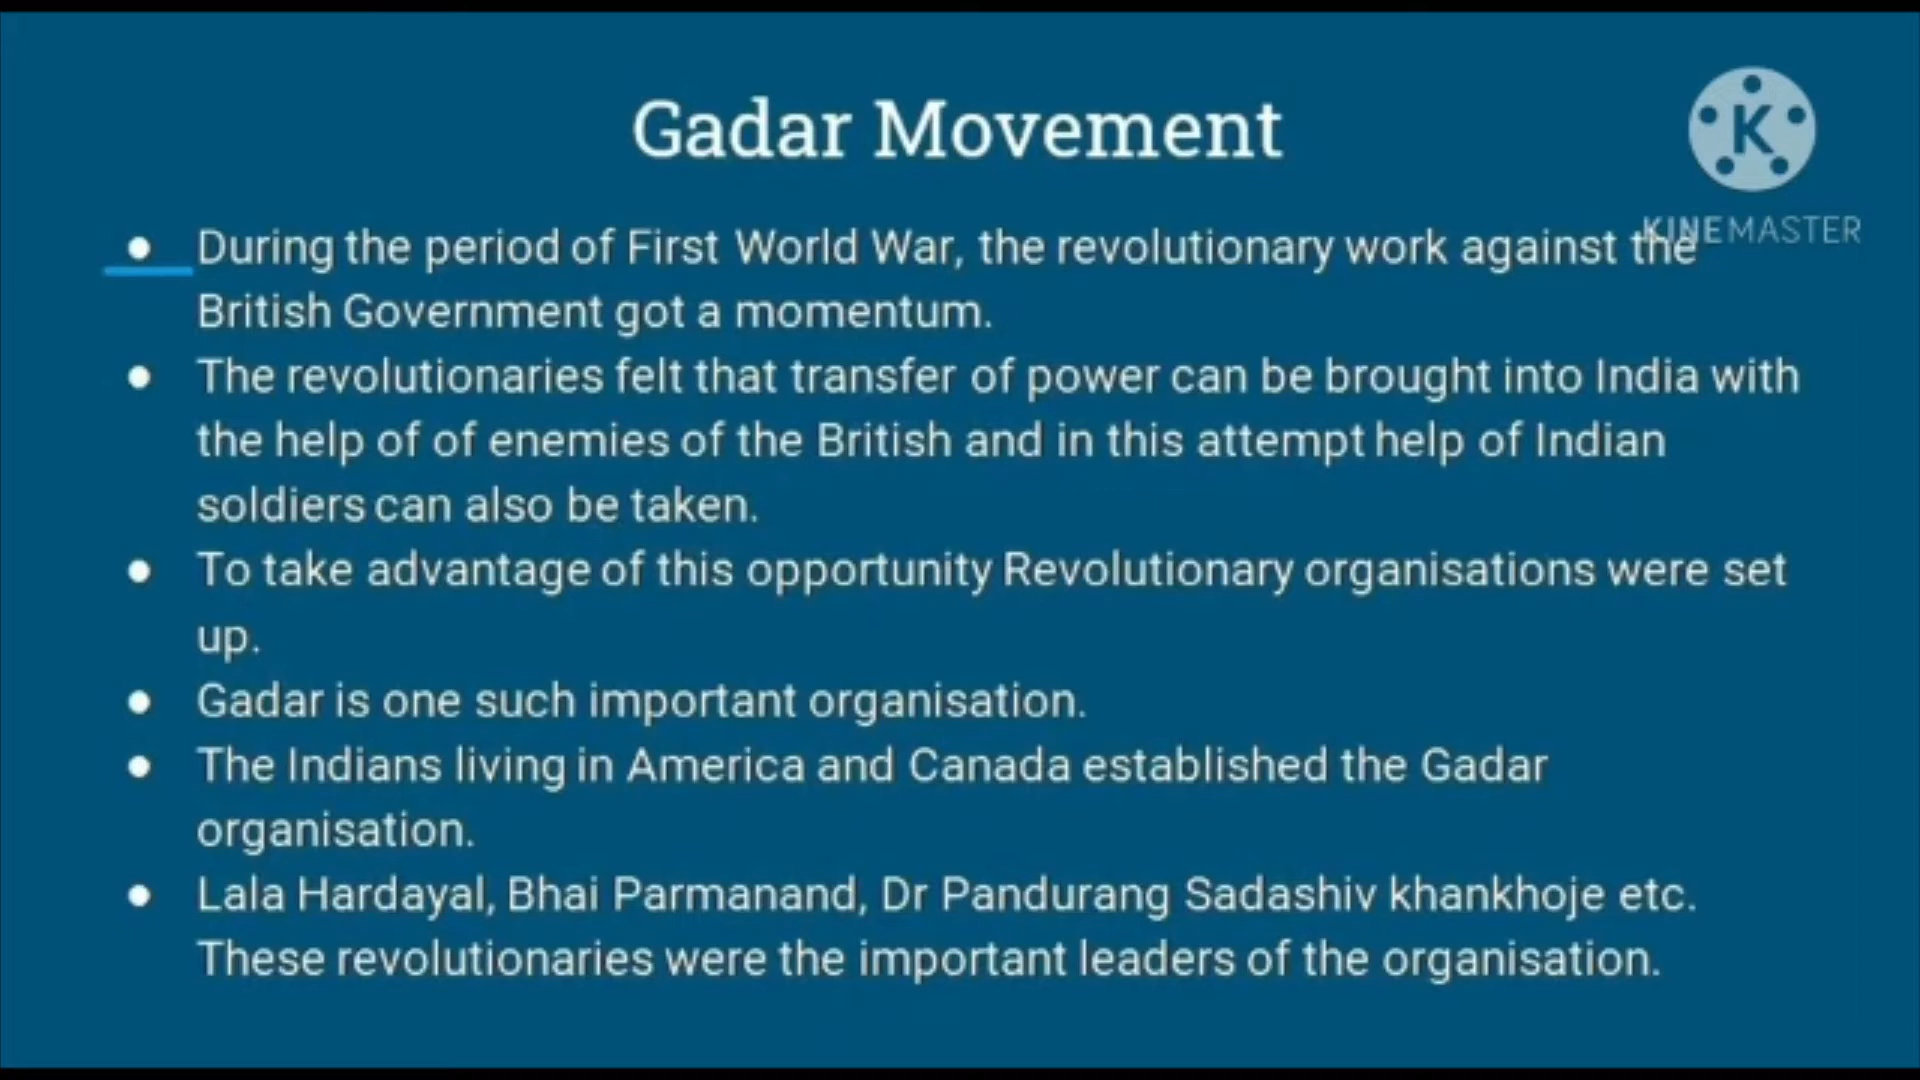 Gadar Movement
K
KINEMASTER
● During the period of First World War, the revolutionary work against the
British Government got a momentum.
● The revolutionaries felt that transfer of power can be brought into India with
the help of of enemies of the British and in this attempt help of Indian
soldiers can also be taken.
● To take advantage of this opportunity Revolutionary organisations were set
up.
● Gadar is one such important organisation.
● The Indians living in America and Canada established the Gadar
organisation.
● Lala Hardayal, Bhai Parmanand, Dr Pandurang Sadashiv khankhoje etc.
These revolutionaries were the important leaders of the organisation.